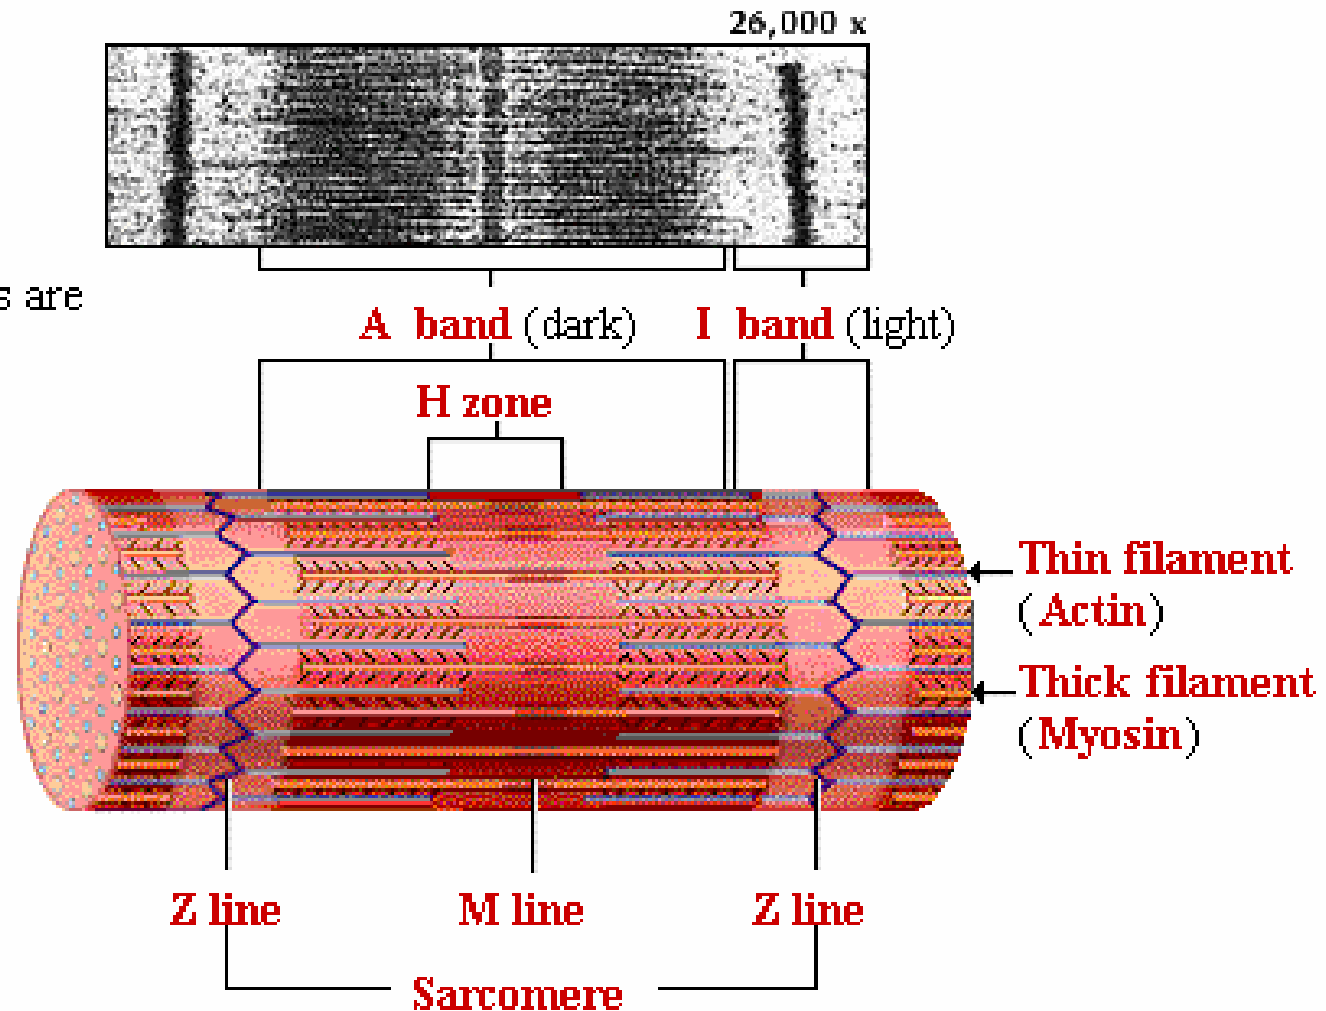 26,000 x
s are
A band (dark)
I band (light)
H zone
Thin filament
(Actin)
Thick filament
(Myosin)
Z line
M line
Z line
Sarcomere